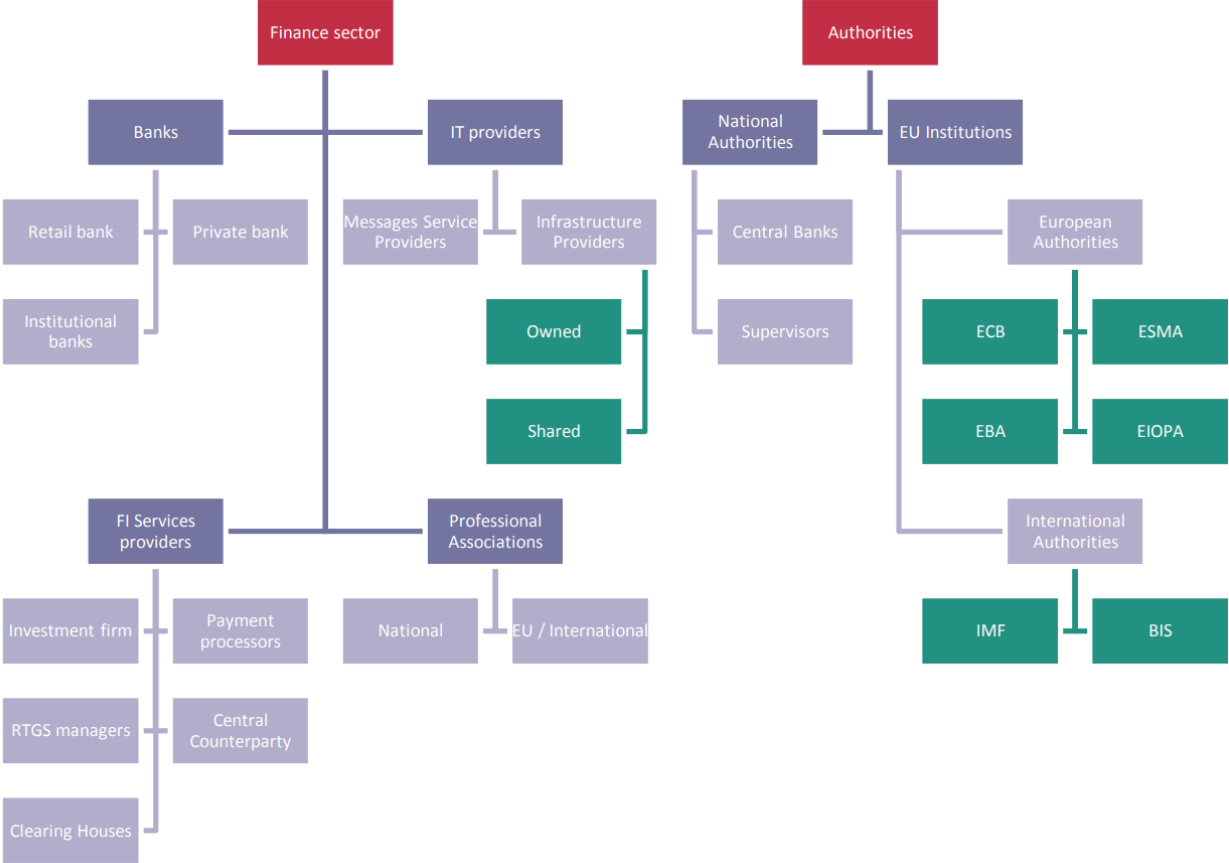 Finance sector
Authorities
Banks
IT providers
National
Authorities
EU Institutions
Retail bank
Private bank
Messages Service
Providers
Infrastructure
Providers
Central Banks
European
Authorities
Institutional
banks
Owned
Supervisors
ECB
ESMA
Shared
EBA
EIOPA
FI Services
providers
Professional
Associations
International
Authorities
Investment firm
Payment
processors
National
EU / International
IMF
BIS
RTGS managers
Central
Counterparty
Clearing Houses